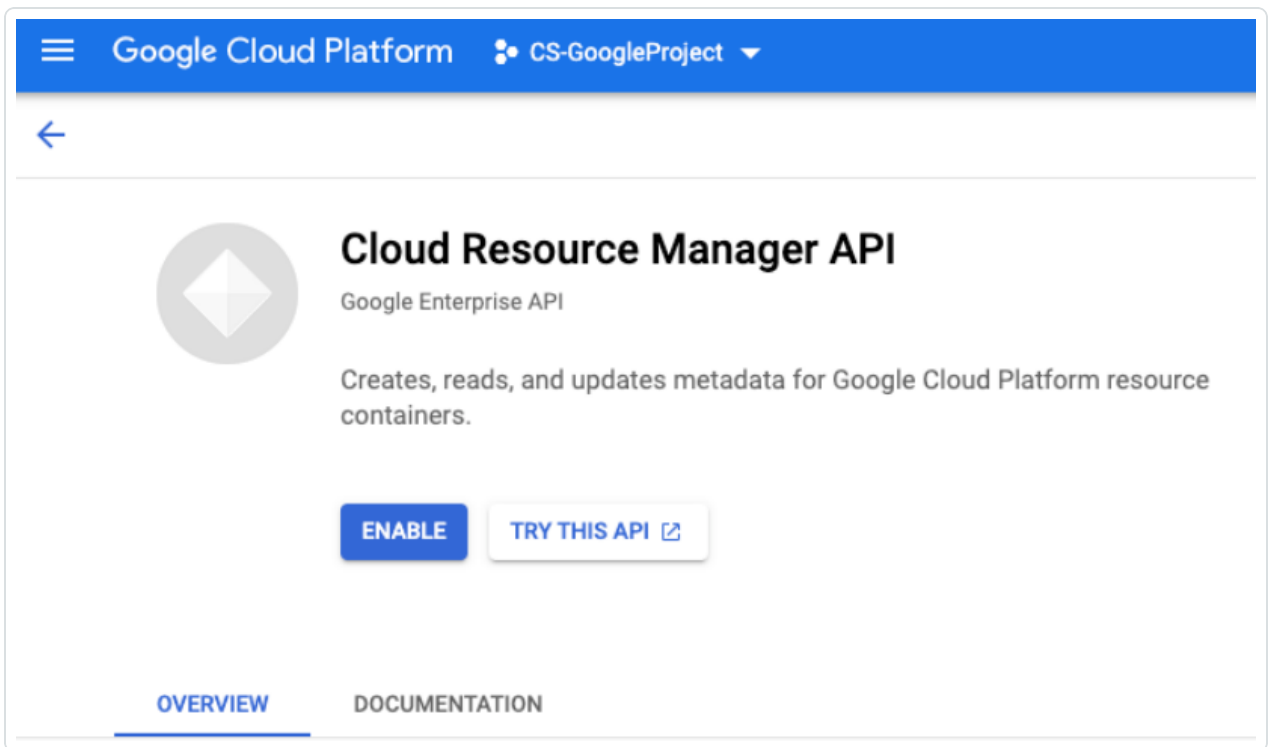 Google Cloud Platform CS-GoogleProject
Cloud Resource Manager API
Google Enterprise API
Creates, reads, and updates metadata for Google Cloud Platform resource
containers.
ENABLE TRY THIS API
OVERVIEW DOCUMENTATION